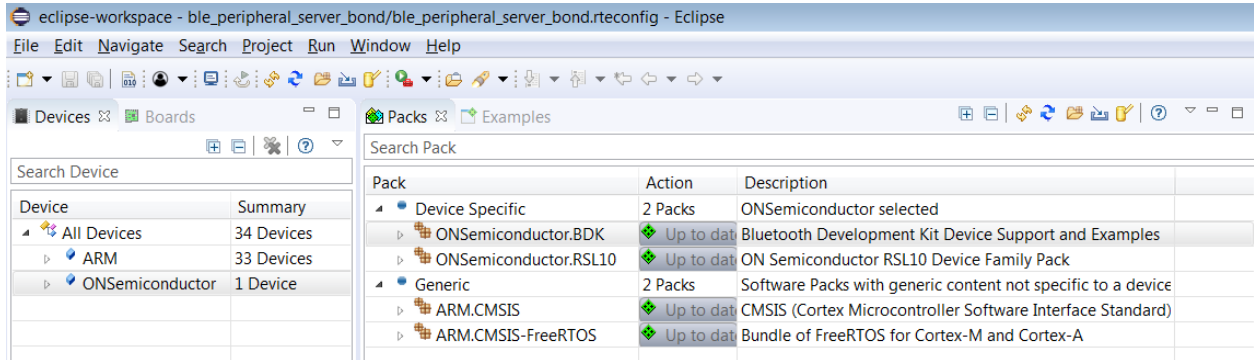 eclipse-workspace - ble_peripheral_server_bond/ble_peripheral_server_bond.rteconfig - Eclipse
File Edit Navigate Search Project Run Window Help
Devices Boards
Search Device
Device Summary
All Devices 34 Devices
ARM 33 Devices
ONSemiconductor 1 Device
Packs Examples
Search Pack
Pack Action Description
Device Specific 2 Packs ONSemiconductor selected
ONSemiconductor.BDK Up to dat Bluetooth Development Kit Device Support and Examples
ONSemiconductor.RSL10 Up to dat ON Semiconductor RSL10 Device Family Pack
Generic 2 Packs Software Packs with generic content not specific to a device
ARM.CMSIS Up to dat CMSIS (Cortex Microcontroller Software Interface Standard)
ARM.CMSIS-FreeRTOS Up to dat Bundle of FreeRTOS for Cortex-M and Cortex-A